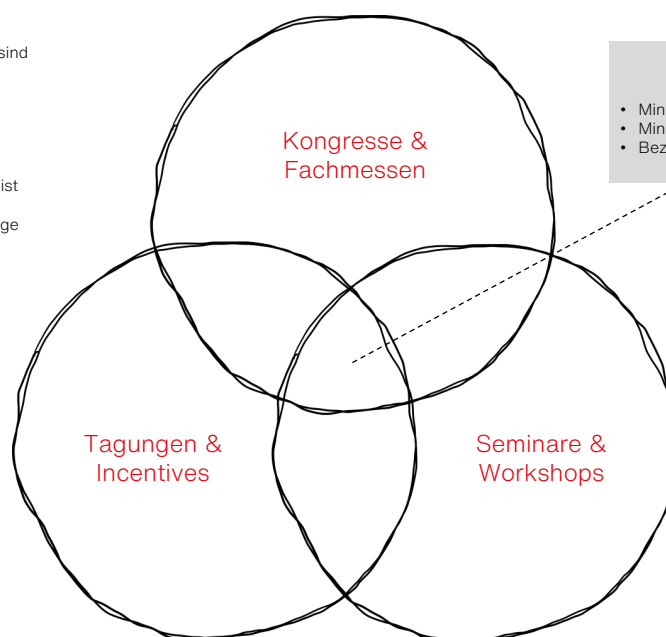 sind
ist
ge
Kongresse &
Fachmessen
• Min
• Min
• Bez
Tagungen &
Incentives
Seminare &
Workshops